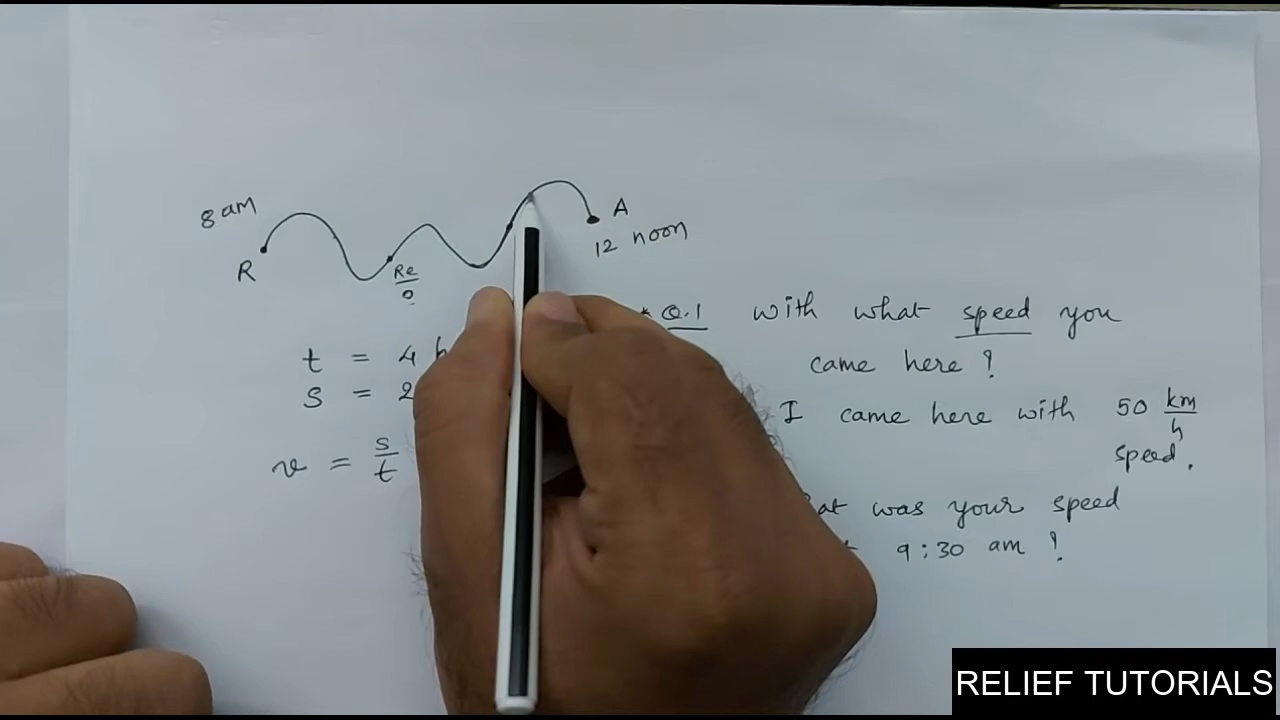 8 am
R
Re
0
A
12 noon
t = 4 h
s = 2
v = s/t
* Q.1 with what speed you
came here ?
I came here with 50 km/h
speed.
was your speed
9:30 am ?
RELIEF TUTORIALS